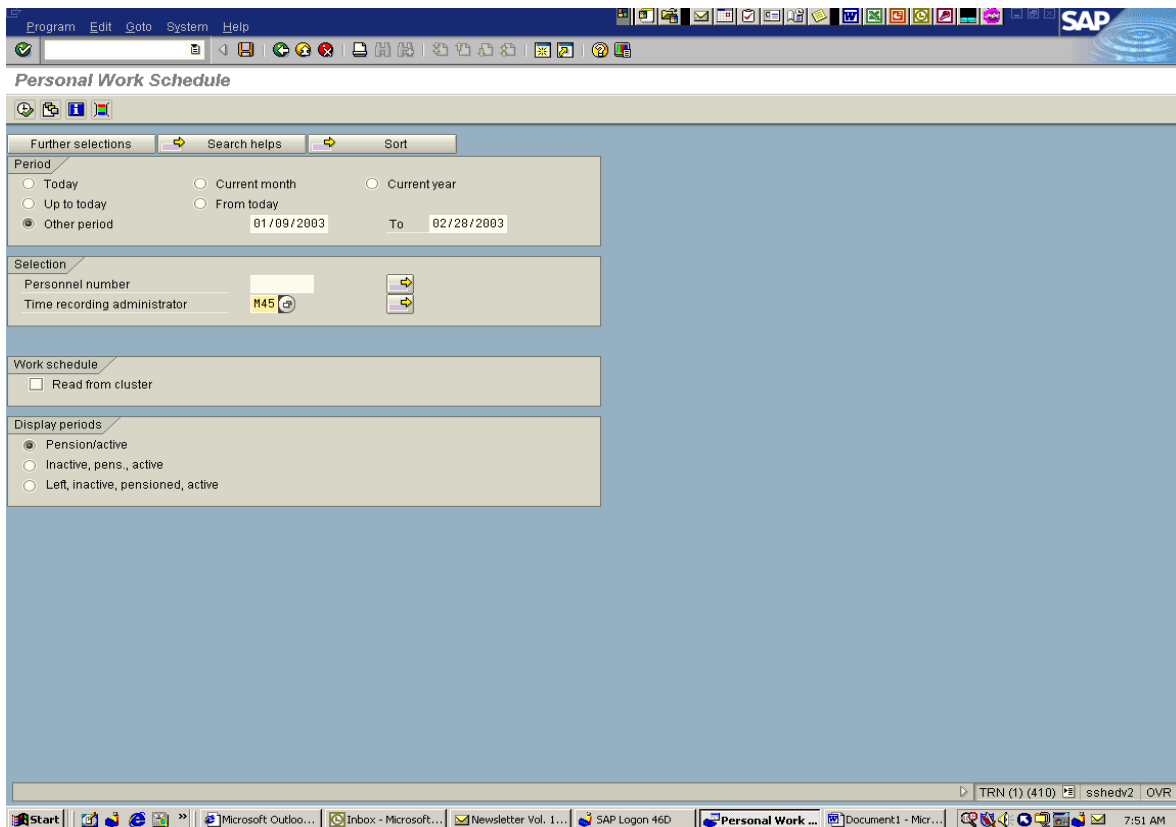 Program Edit Goto System Help
SAP
Personal Work Schedule
Further selections Search helps Sort
Period
Today Current month Current year
Up to today From today
Other period 01/09/2003 To 02/28/2003
Selection
Personnel number
Time recording administrator M45
Work schedule
Read from cluster
Display periods
Pension/active
Inactive, pens., active
Left, inactive, pensioned, active
TRN (1) (410) sshedv2 OVR
Start » Microsoft Outloo... Inbox - Microsoft... Newsletter Vol. 1... SAP Logon 46D Personal Work ... Document1 - Micr... 7:51 AM